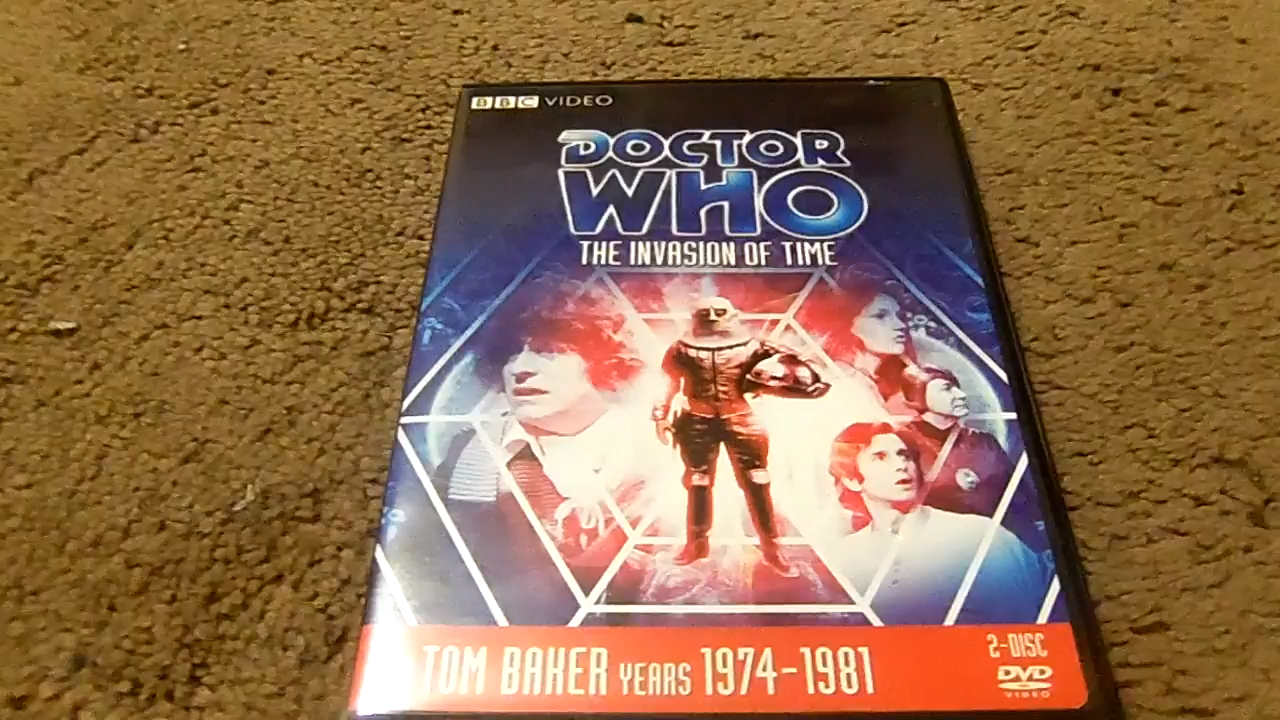 BBC VIDEO
DOCTOR
WHO
THE INVASION OF TIME
TOM BAKER YEARS 1974-1981
2-DISC
DVD
VIDEO